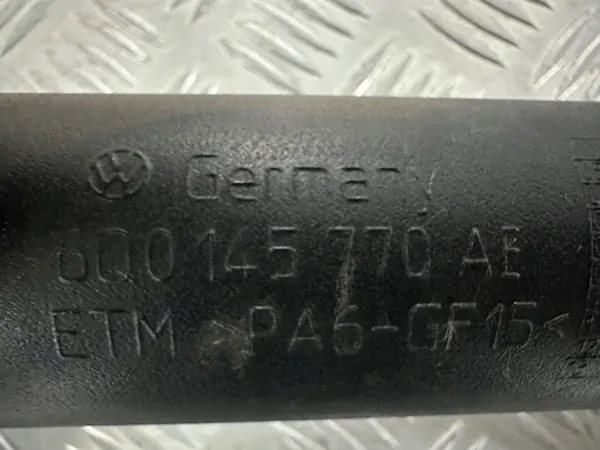 Germany
6Q0 145 770 AE
ETM >PA6-GF15<